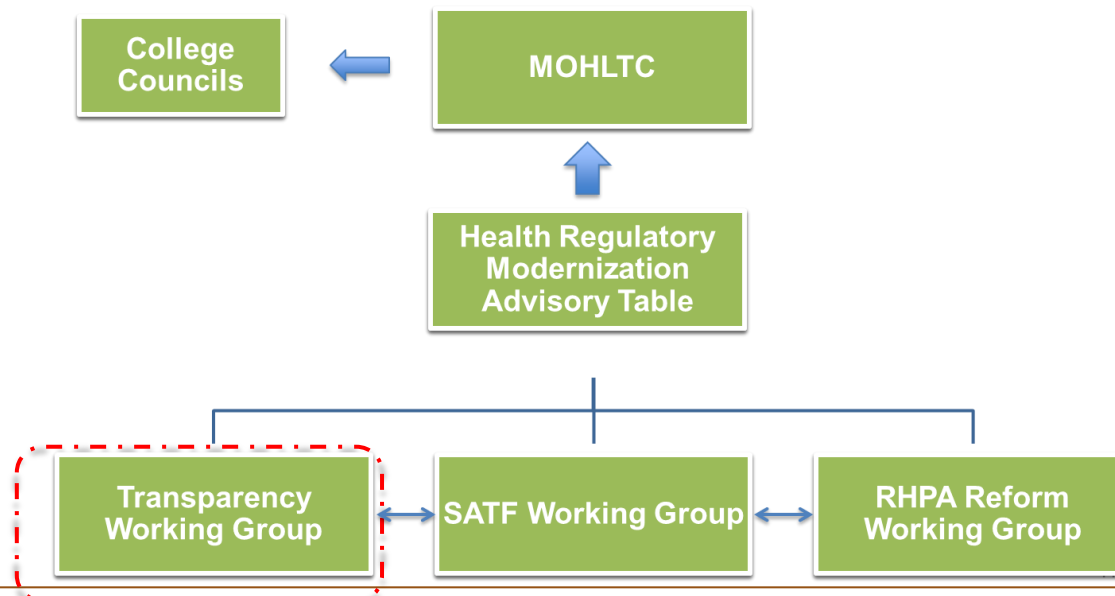 College
Councils
MOHLTC
Health Regulatory
Modernization
Advisory Table
Transparency
Working Group
SATF Working Group
RHPA Reform
Working Group